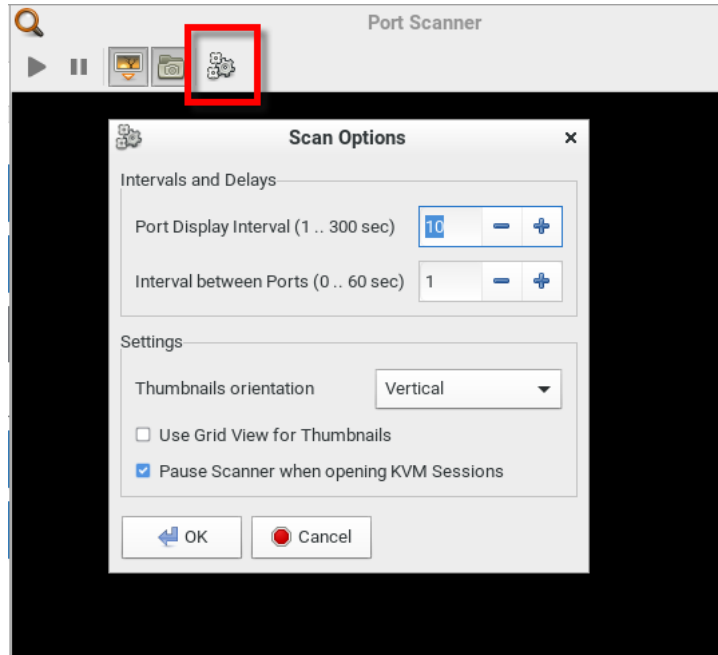 Port Scanner
Scan Options
Intervals and Delays
Port Display Interval (1 .. 300 sec) 10
Interval between Ports (0 .. 60 sec) 1
Settings
Thumbnails orientation Vertical
Use Grid View for Thumbnails
Pause Scanner when opening KVM Sessions
OK Cancel